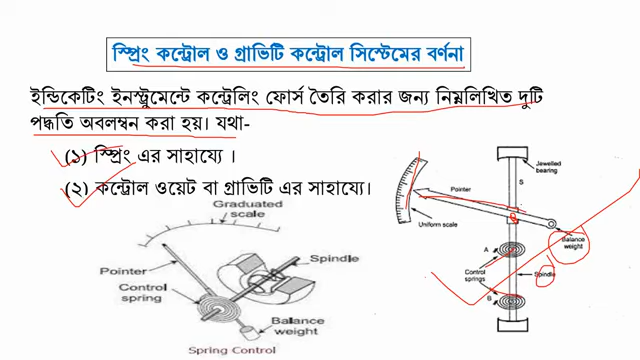 স্প্রিং কন্ট্রোল ও গ্রাভিটি কন্ট্রোল সিস্টেমের বর্ণনা
ইন্ডিকেটিং ইনস্ট্রুমেন্টে কন্ট্রেলিং ফোর্স তৈরি করার জন্য নিম্নলিখিত দুটি
পদ্ধতি অবলম্বন করা হয়। যথা-
(১) স্প্রিং এর সাহায্যে ।
(২) কন্ট্রোল ওয়েট বা গ্রাভিটি এর সাহায্যে।
Graduated
scale
Spindle
Pointer
Control
spring
Balance
weight
Spring Control
Jewelled
bearing
S
Pointer
Uniform scale
Balance
weight
A
Control
springs
Spindle
B